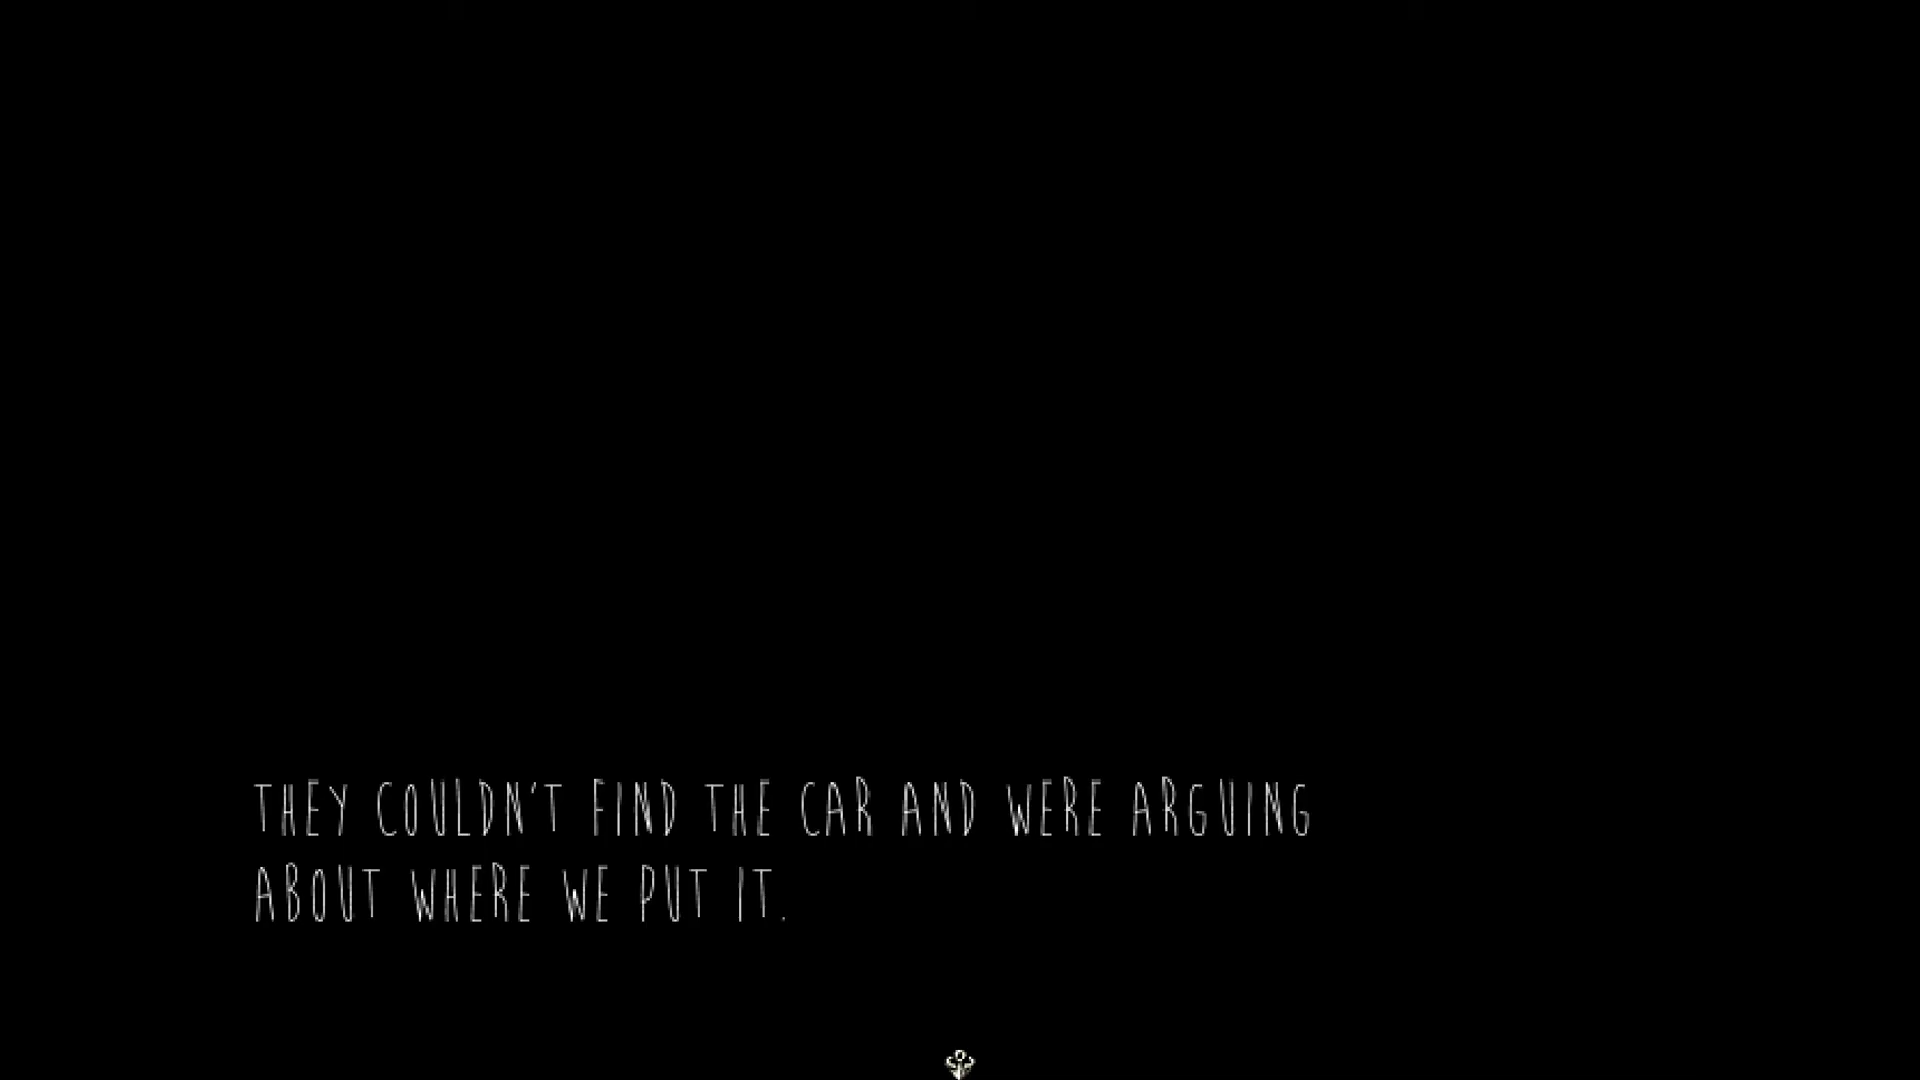 THEY COULDN'T FIND THE CAR AND WERE ARGUING
ABOUT WHERE WE PUT IT.